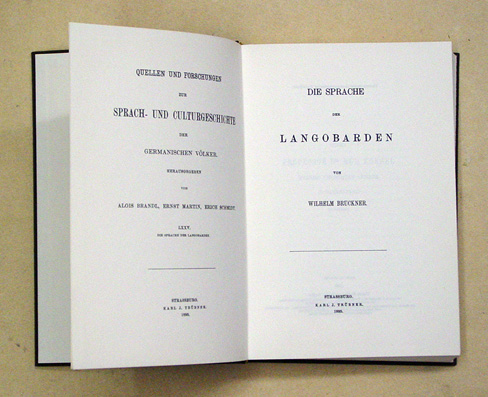 QUELLEN UND FORSCHUNGEN
ZUR
SPRACH- UND CULTURGESCHICHTE
DER
GERMANISCHEN VÖLKER.
HERAUSGEGEBEN
VON
ALOIS BRANDL, ERNST MARTIN, ERICH SCHMIDT.
LXXV.
DIE SPRACHE DER LANGOBARDEN.
STRASSBURG.
KARL J. TRÜBNER.
1895.
DIE SPRACHE
DER
LANGOBARDEN
VON
WILHELM BRUCKNER.
STRASSBURG.
KARL J. TRÜBNER.
1895.